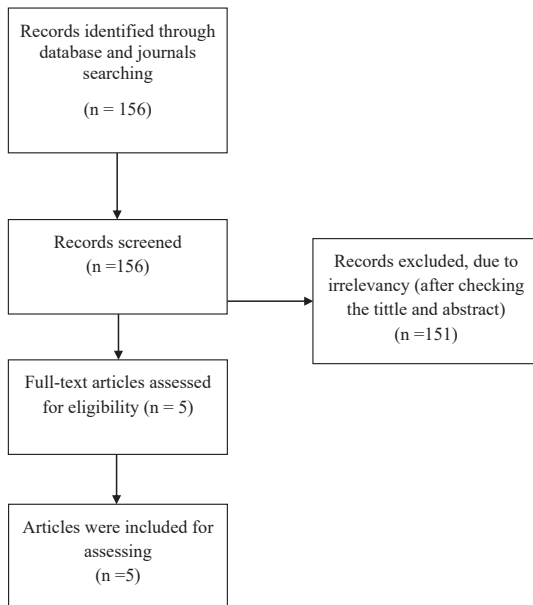 Records identified through
database and journals
searching
(n = 156)
Records screened
(n =156)
Records excluded, due to
irrelevancy (after checking
the tittle and abstract)
(n =151)
Full-text articles assessed
for eligibility (n = 5)
Articles were included for
assessing
(n =5)